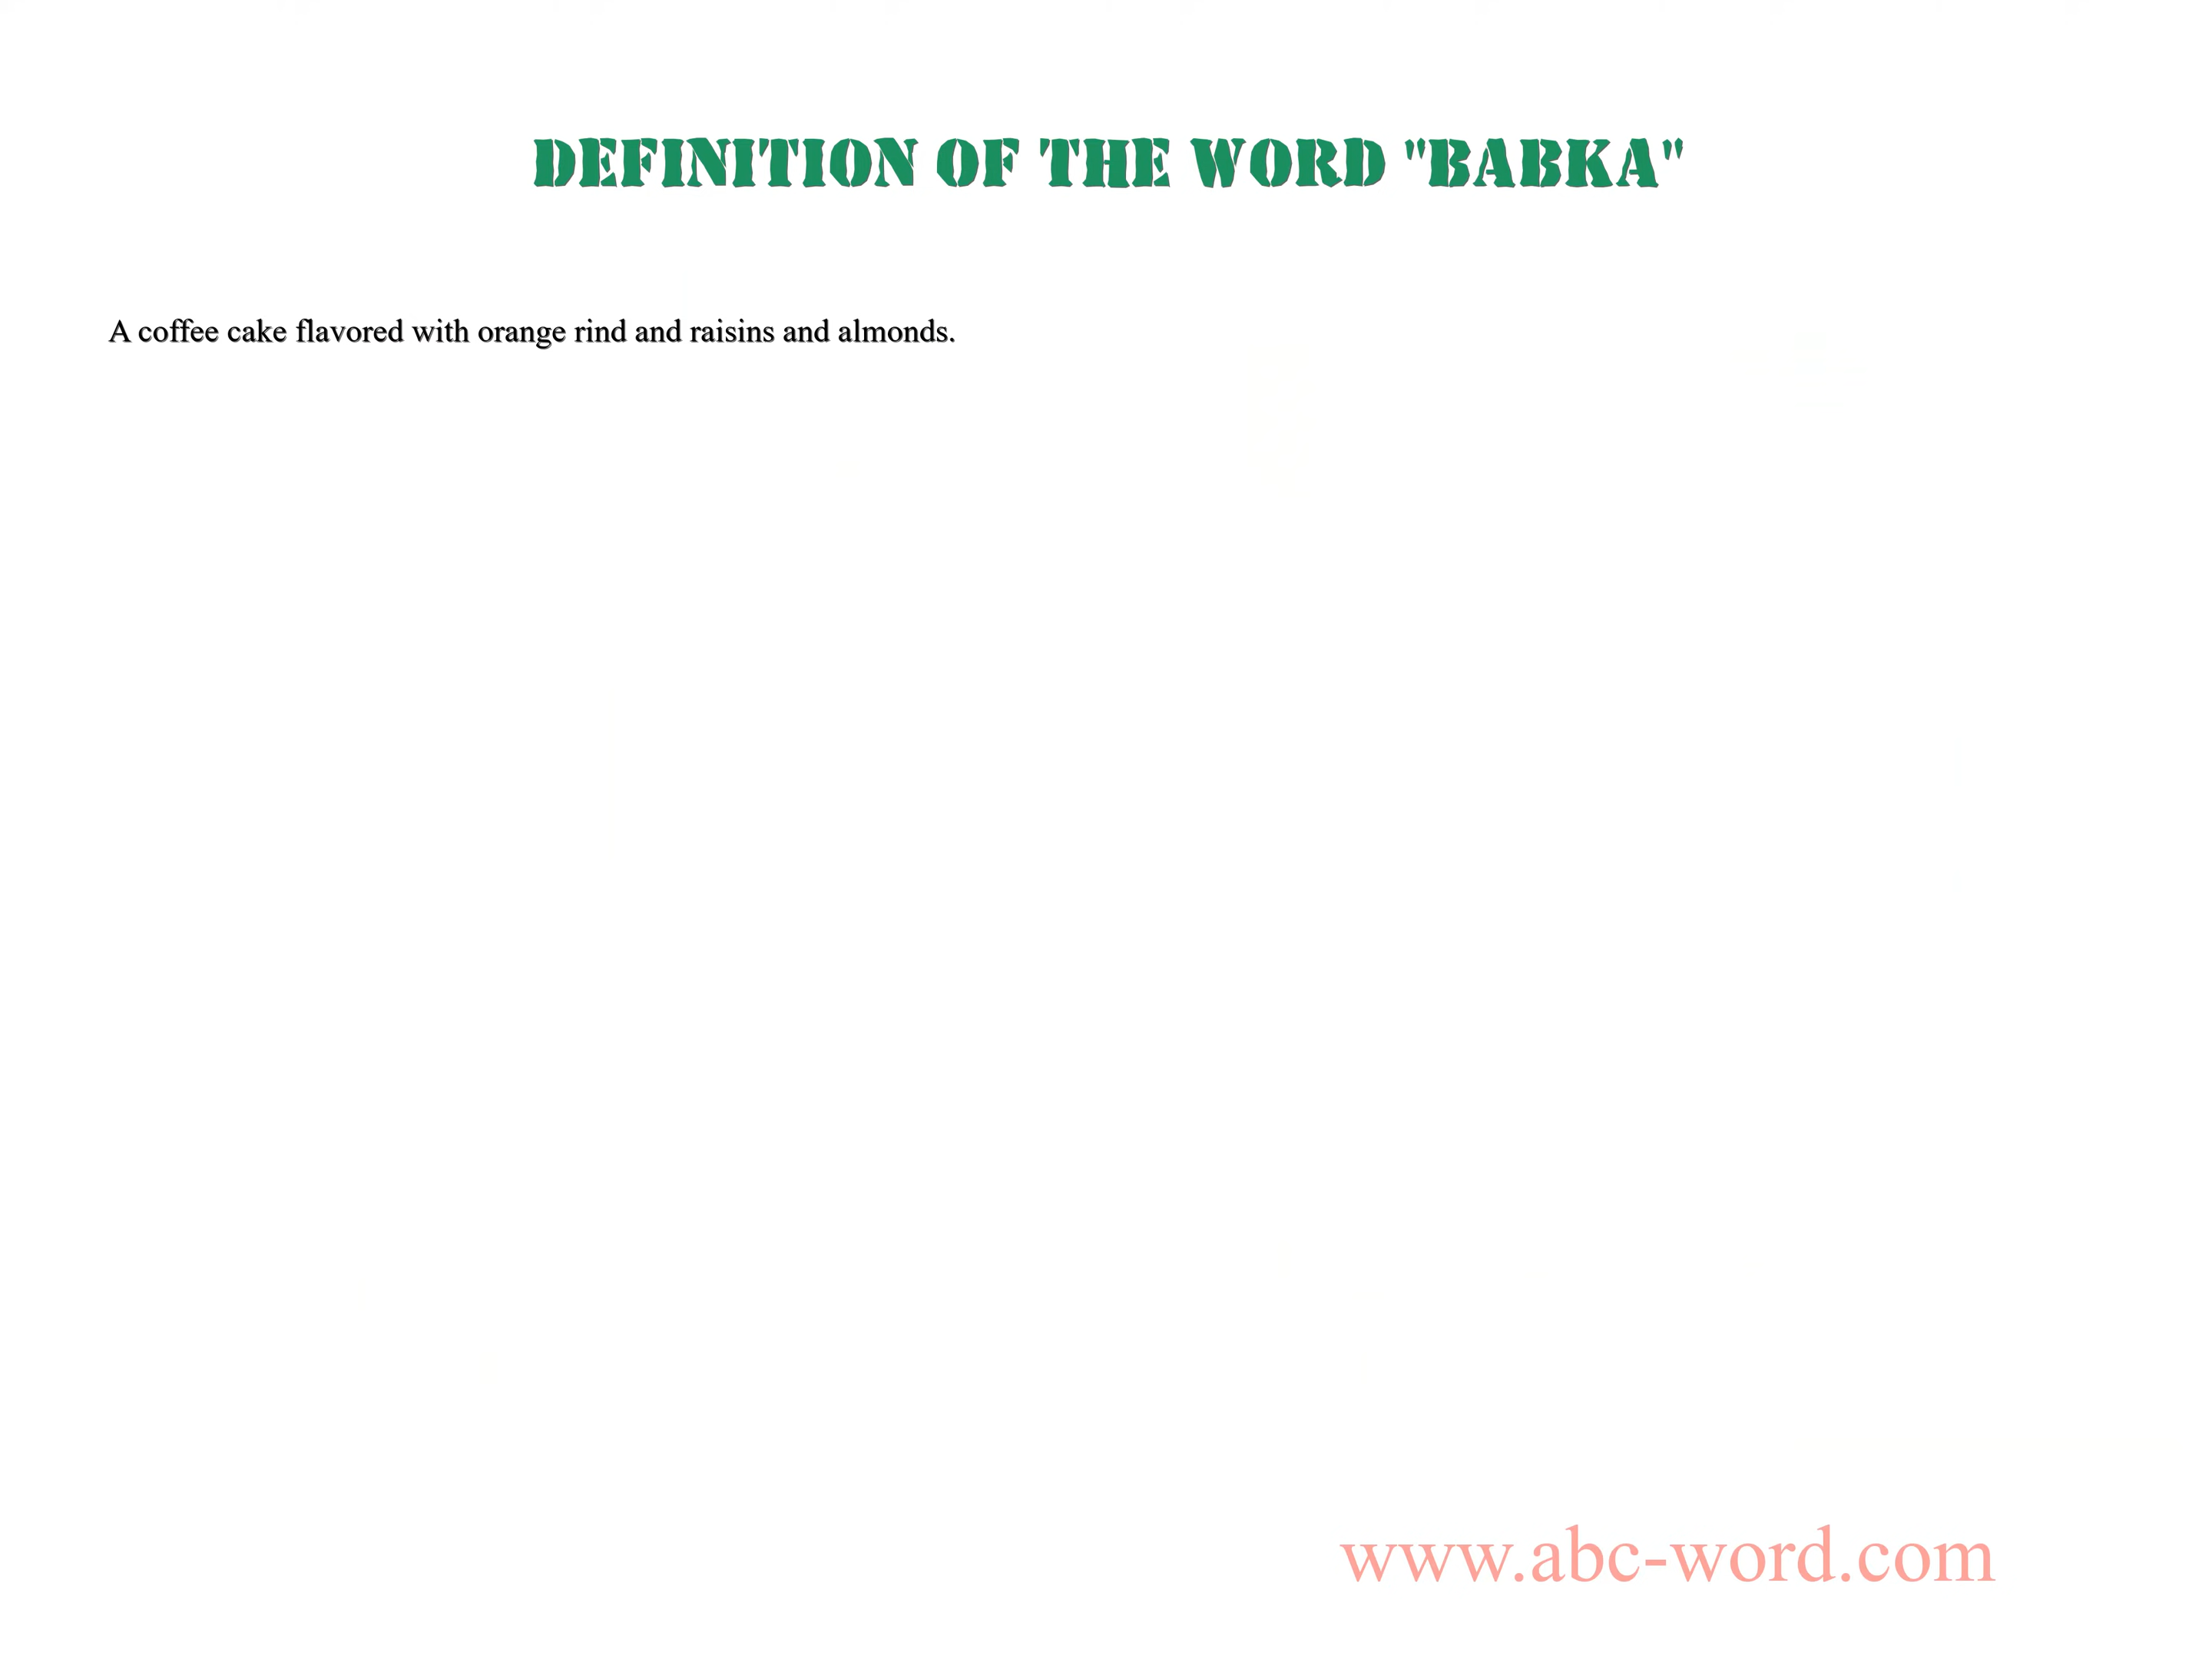 DEFINITION OF THE WORD "BABKA"
A coffee cake flavored with orange rind and raisins and almonds.
www.abc-word.com